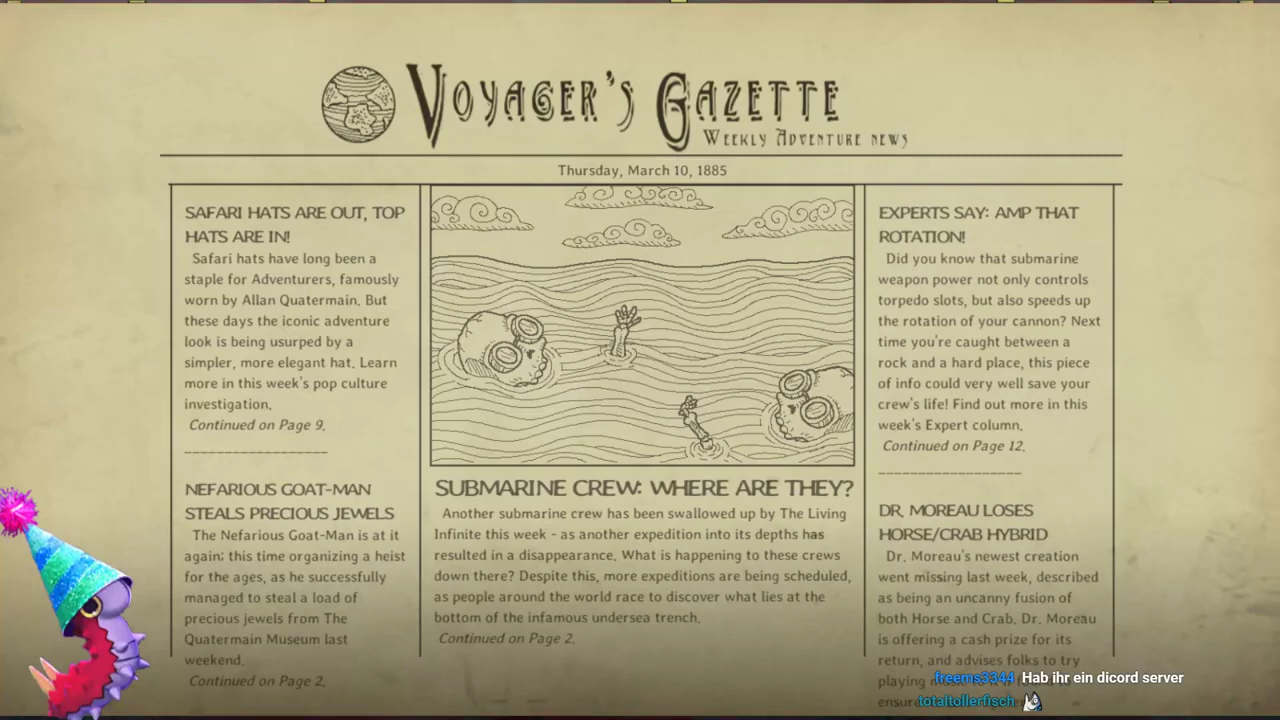 VOYAGER'S GAZETTE
WEEKLY ADVENTURE NEWS
Thursday, March 10, 1885
SAFARI HATS ARE OUT, TOP
HATS ARE IN!
Safari hats have long been a
staple for Adventurers, famously
worn by Allan Quatermain. But
these days the iconic adventure
look is being usurped by a
simpler, more elegant hat. Learn
more in this week's pop culture
investigation.
Continued on Page 9.
NEFARIOUS GOAT-MAN
STEALS PRECIOUS JEWELS
The Nefarious Goat-Man is at it
again; this time organizing a heist
for the ages, as he successfully
managed to steal a load of
precious jewels from The
Quatermain Museum last
weekend.
Continued on Page 2.
SUBMARINE CREW: WHERE ARE THEY?
Another submarine crew has been swallowed up by The Living
Infinite this week - as another expedition into its depths has
resulted in a disappearance. What is happening to these crews
down there? Despite this, more expeditions are being scheduled,
as people around the world race to discover what lies at the
bottom of the infamous undersea trench.
Continued on Page 2.
EXPERTS SAY: AMP THAT
ROTATION!
Did you know that submarine
weapon power not only controls
torpedo slots, but also speeds up
the rotation of your cannon? Next
time you're caught between a
rock and a hard place, this piece
of info could very well save your
crew's life! Find out more in this
week's Expert column.
Continued on Page 12.
DR. MOREAU LOSES
HORSE/CRAB HYBRID
Dr. Moreau's newest creation
went missing last week, described
as being an uncanny fusion of
both Horse and Crab. Dr. Moreau
is offering a cash prize for its
return, and advises folks to try
playing
freems3344 Hab ihr ein dicord server
totaltollerfisch